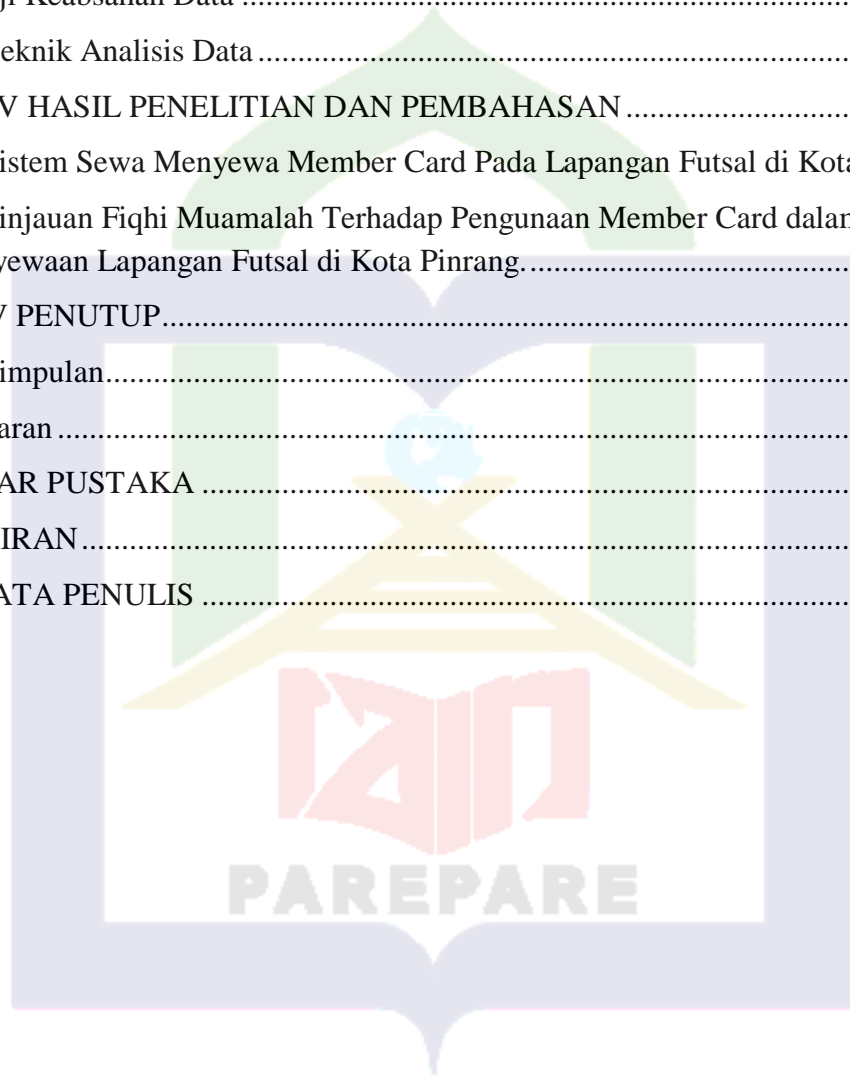 ji Keabsahan Data ....................................................................................
eknik Analisis Data ....................................................................................
V HASIL PENELITIAN DAN PEMBAHASAN ..............................
istem Sewa Menyewa Member Card Pada Lapangan Futsal di Kota
injauan Fiqhi Muamalah Terhadap Pengunaan Member Card dalam
yewaan Lapangan Futsal di Kota Pinrang. ...........................................
V PENUTUP ...............................................................................................
impulan .....................................................................................................
aran ...........................................................................................................
AR PUSTAKA ..........................................................................................
IRAN .........................................................................................................
ATA PENULIS ..........................................................................................
IAIN
PAREPARE